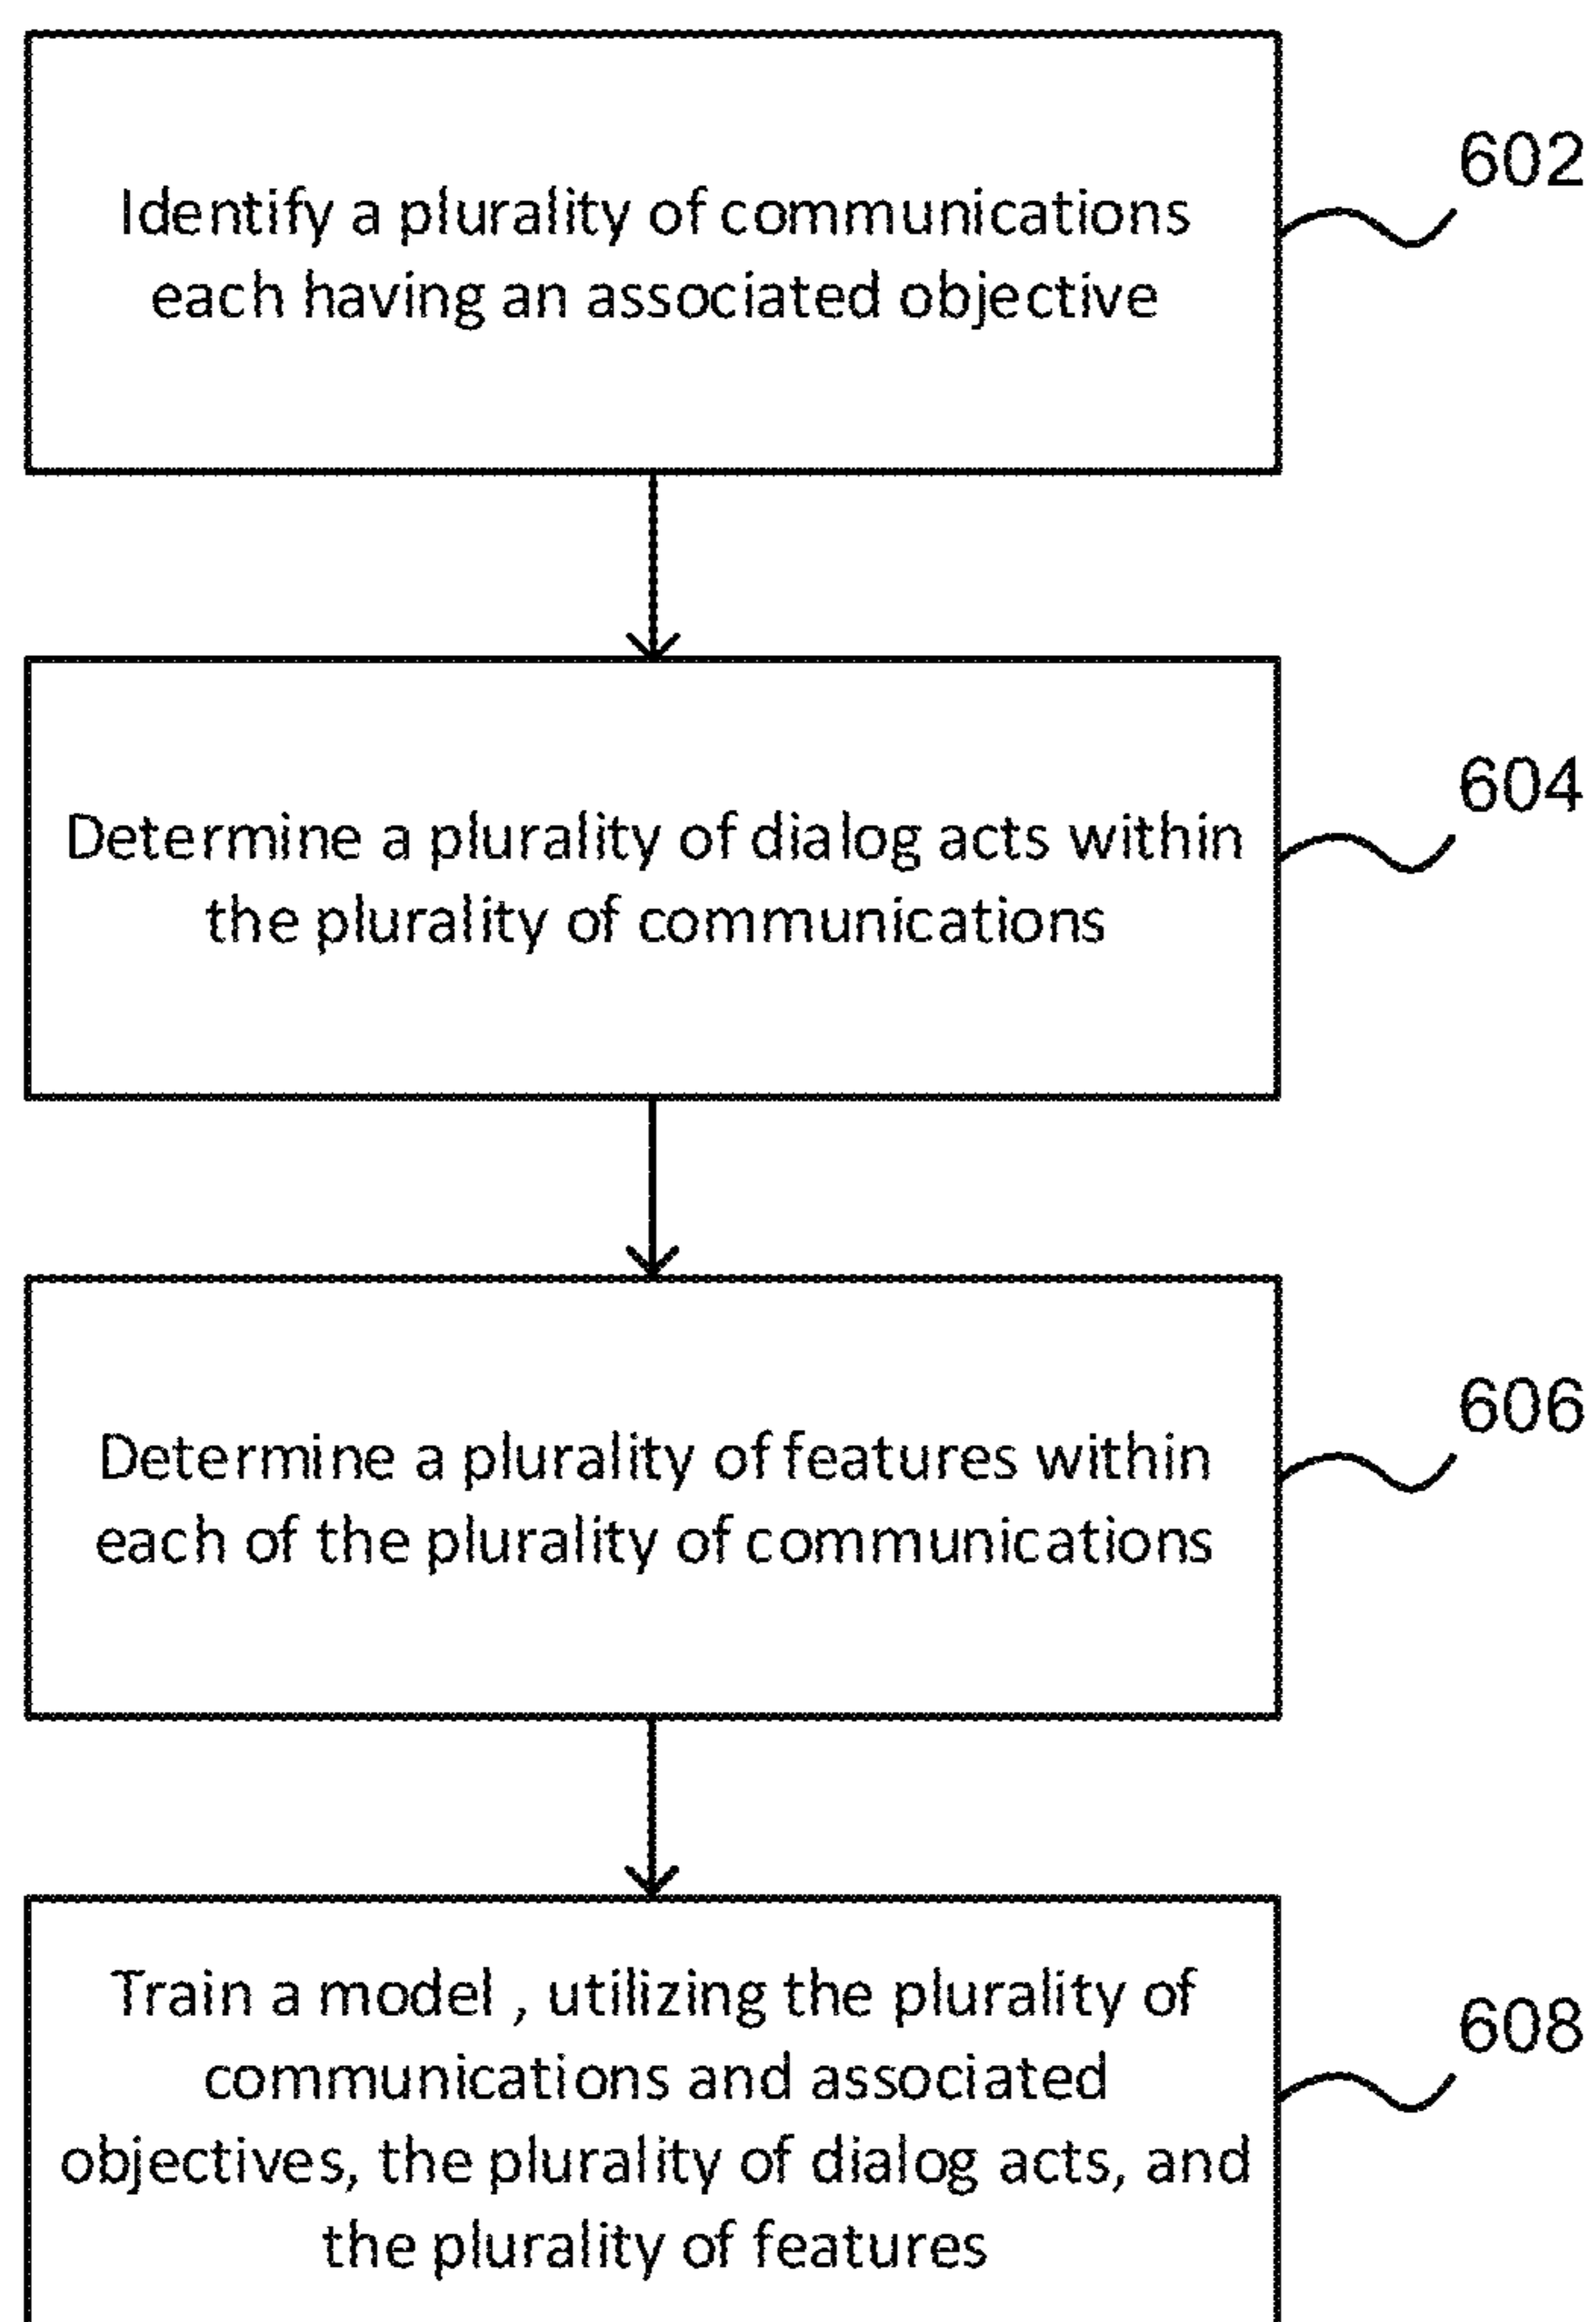 Identify a plurality of communications
each having an associated objective
602
Determine a plurality of dialog acts within
the plurality of communications
604
Determine a plurality of features within
each of the plurality of communications
606
Train a model , utilizing the plurality of
communications and associated
objectives, the plurality of dialog acts, and
the plurality of features
608